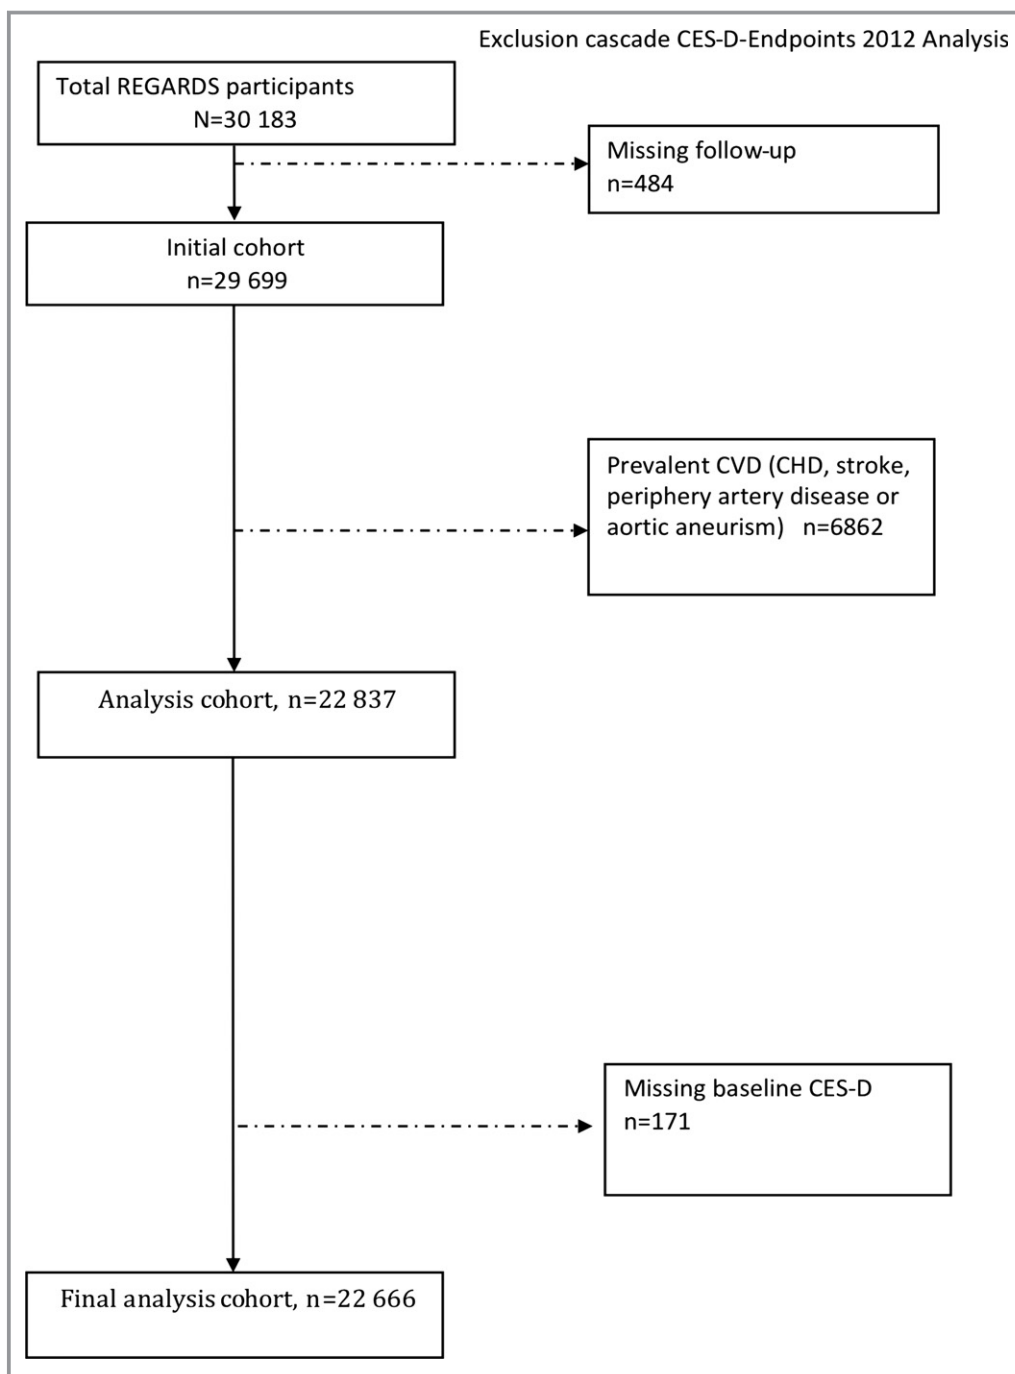 Exclusion cascade CES-D-Endpoints 2012 Analysis
Total REGARDS participants
N=30 183
Missing follow-up
n=484
Initial cohort
n=29 699
Prevalent CVD (CHD, stroke,
periphery artery disease or
aortic aneurism) n=6862
Analysis cohort, n=22 837
Missing baseline CES-D
n=171
Final analysis cohort, n=22 666